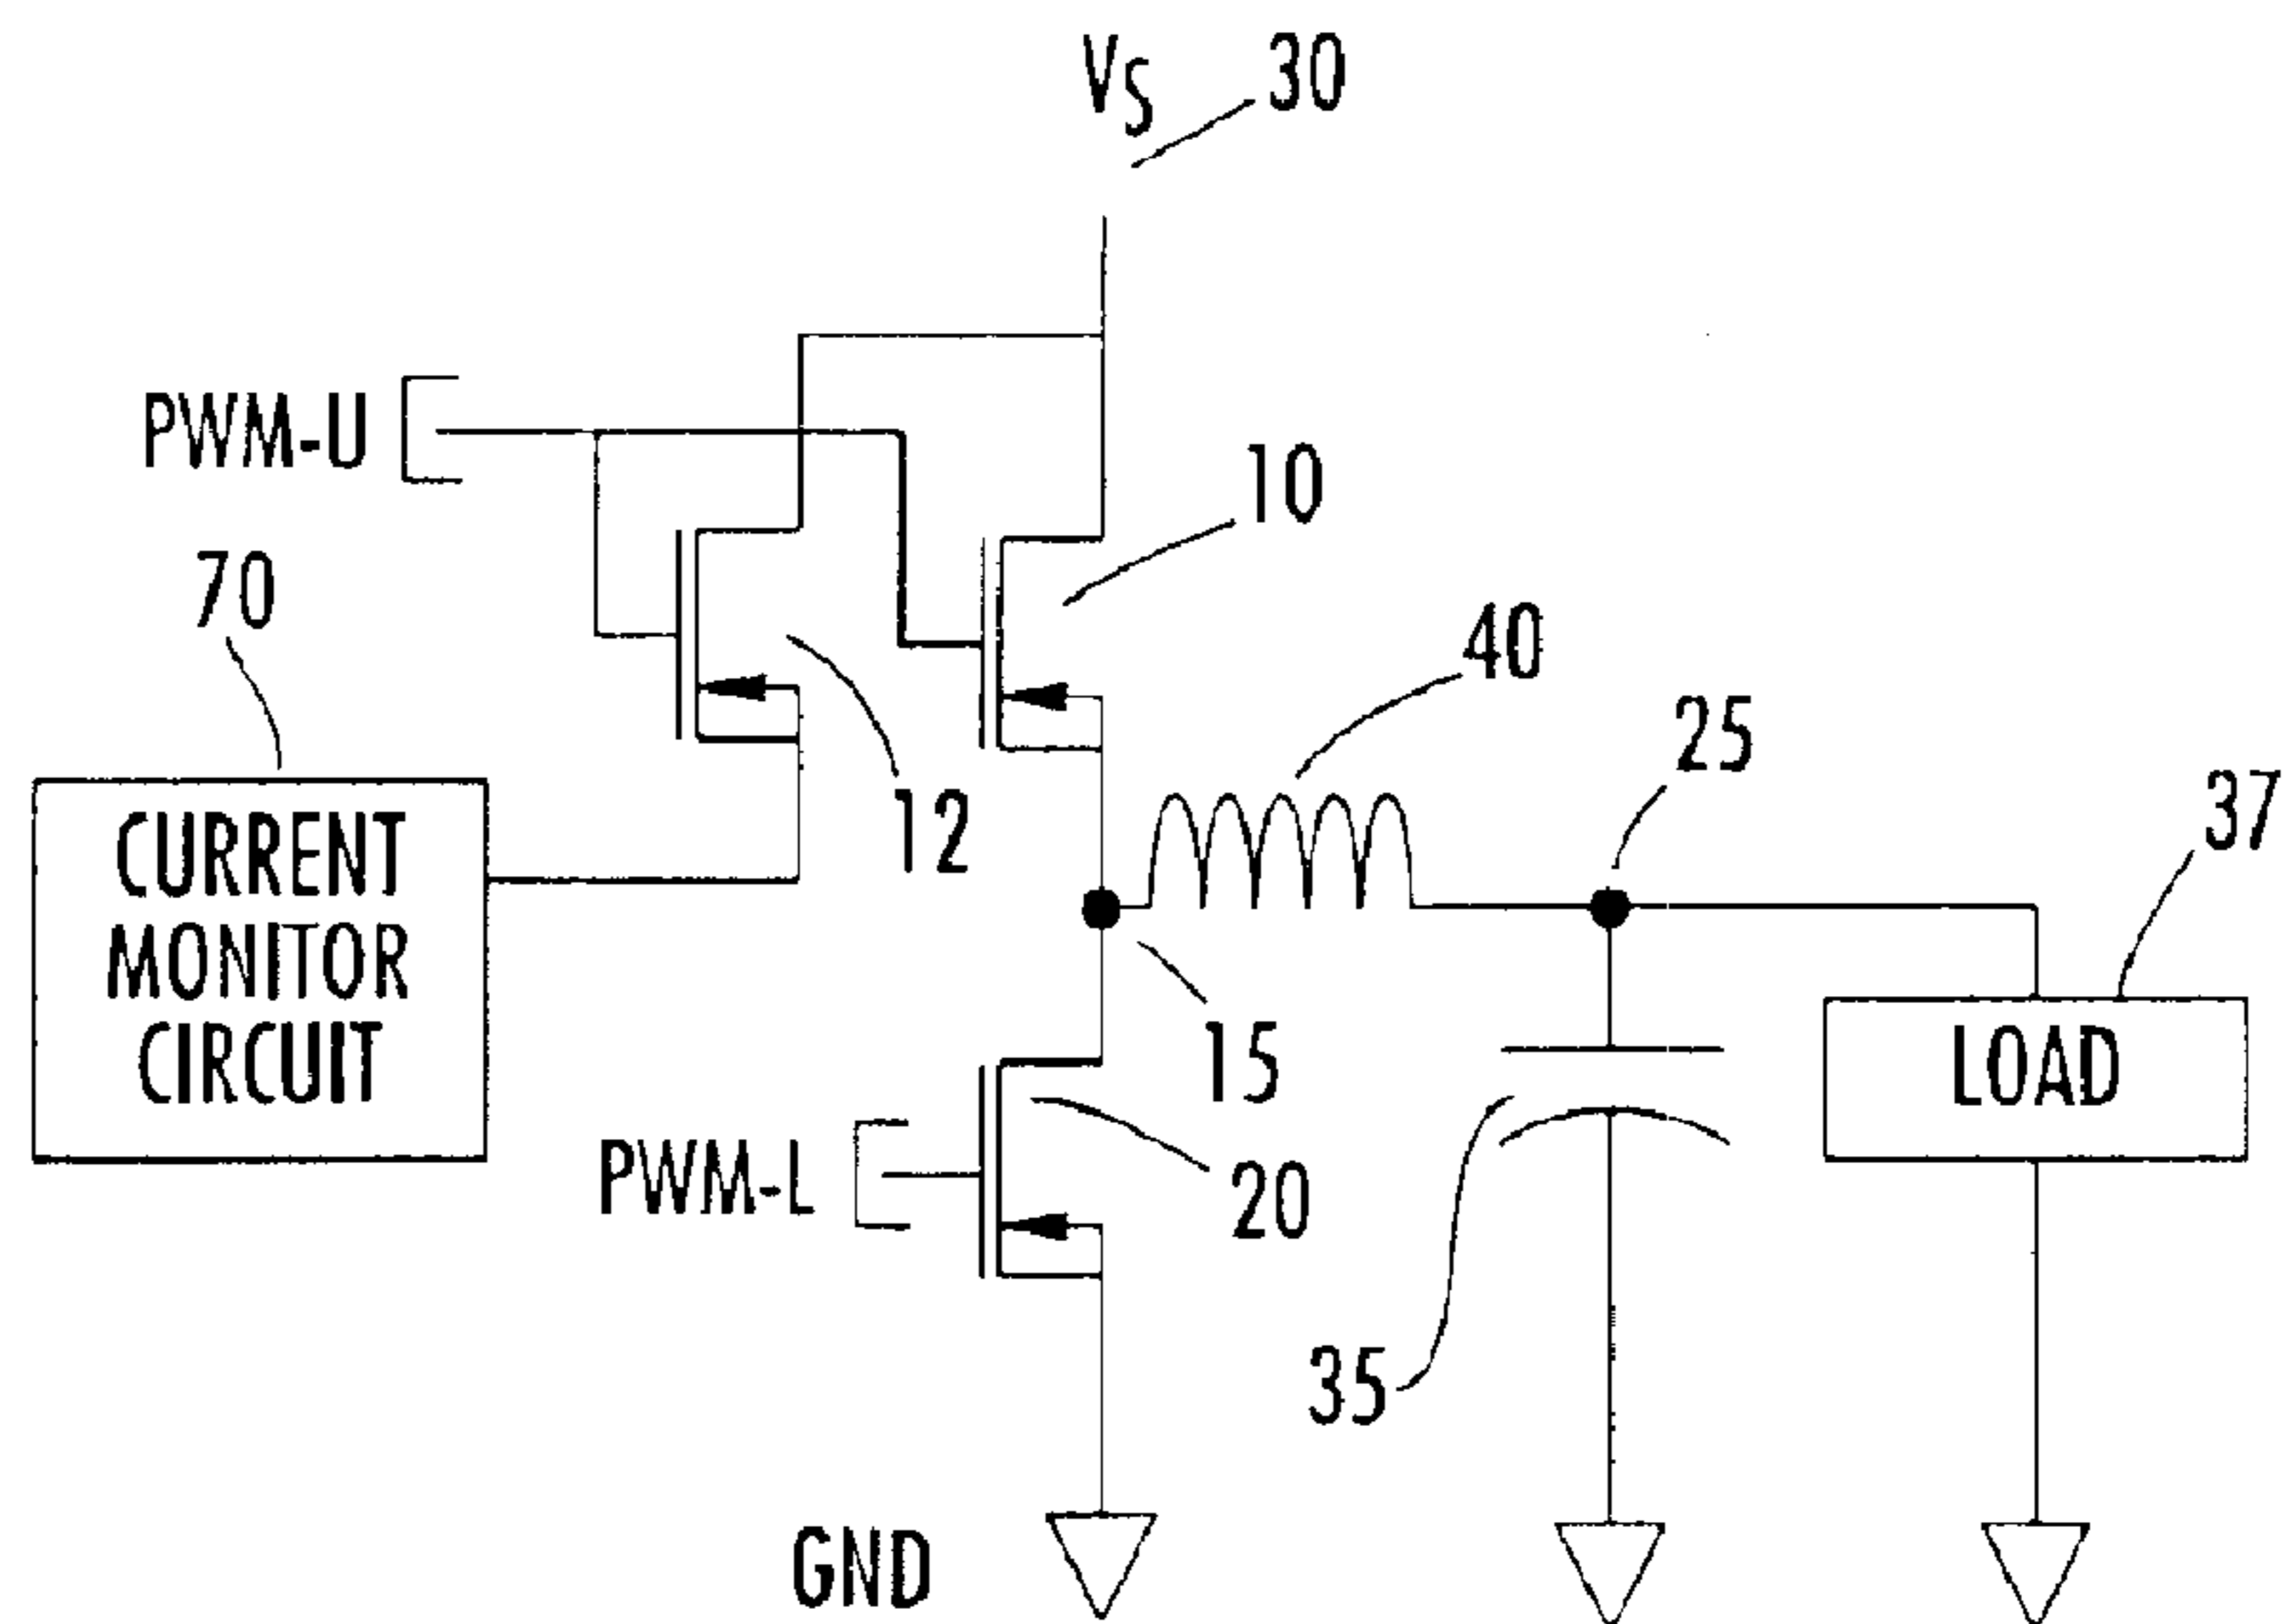 VS
30
PWM-U
10
70
40
25
37
12
CURRENT
MONITOR
CIRCUIT
15
LOAD
PWM-L
20
35
GND